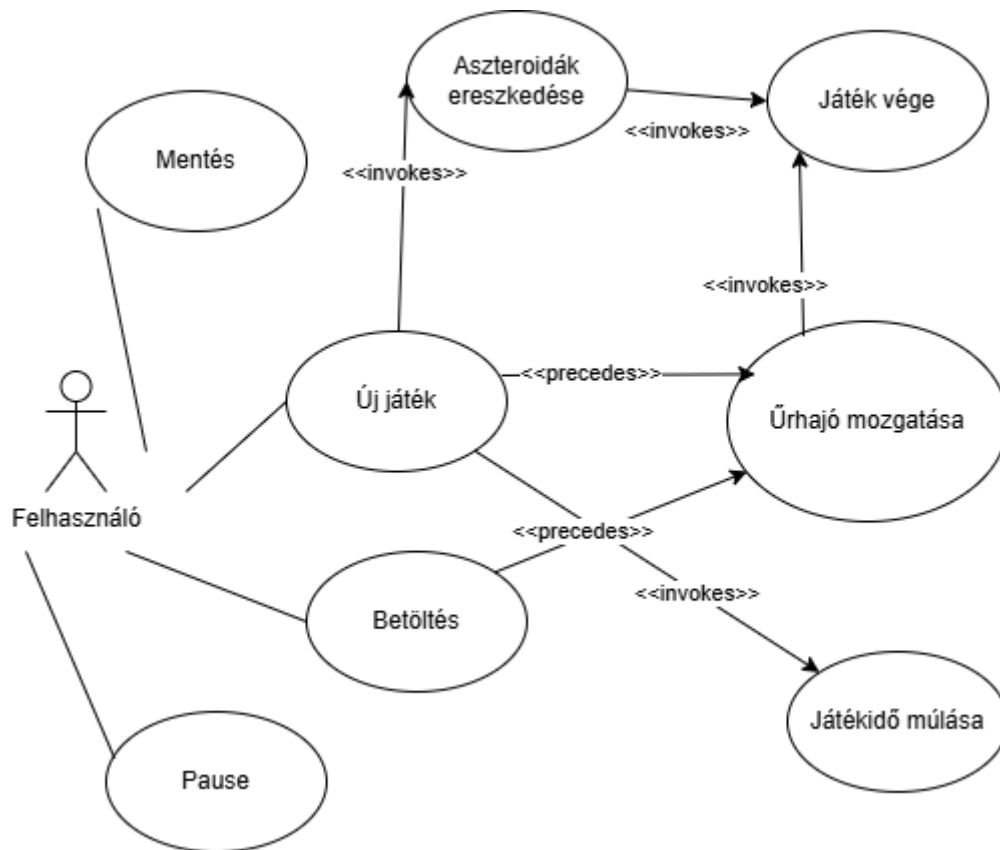 Aszteroidák
ereszkedése
Játék vége
<<invokes>>
Mentés
<<invokes>>
<<invokes>>
<<precedes>>
Új játék
Űrhajó mozgatása
Felhasználó
<<precedes>>
<<invokes>>
Betöltés
Játékidő múlása
Pause